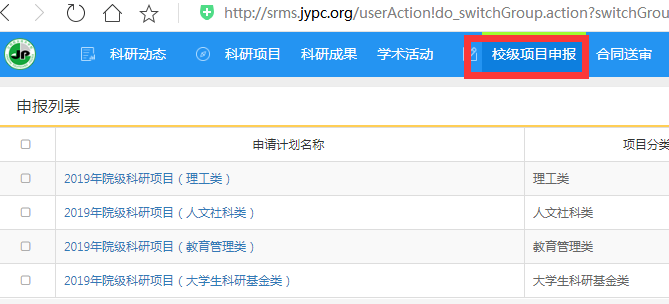 http://srms.jypc.org/userAction!do_switchGroup.action?switchGrou
JP
科研动态 科研项目 科研成果 学术活动 校级项目申报 合同送审
申报列表
申请计划名称 项目分类
2019年院级科研项目（理工类） 理工类
2019年院级科研项目（人文社科类） 人文社科类
2019年院级科研项目（教育管理类） 教育管理类
2019年院级科研项目（大学生科研基金类） 大学生科研基金类